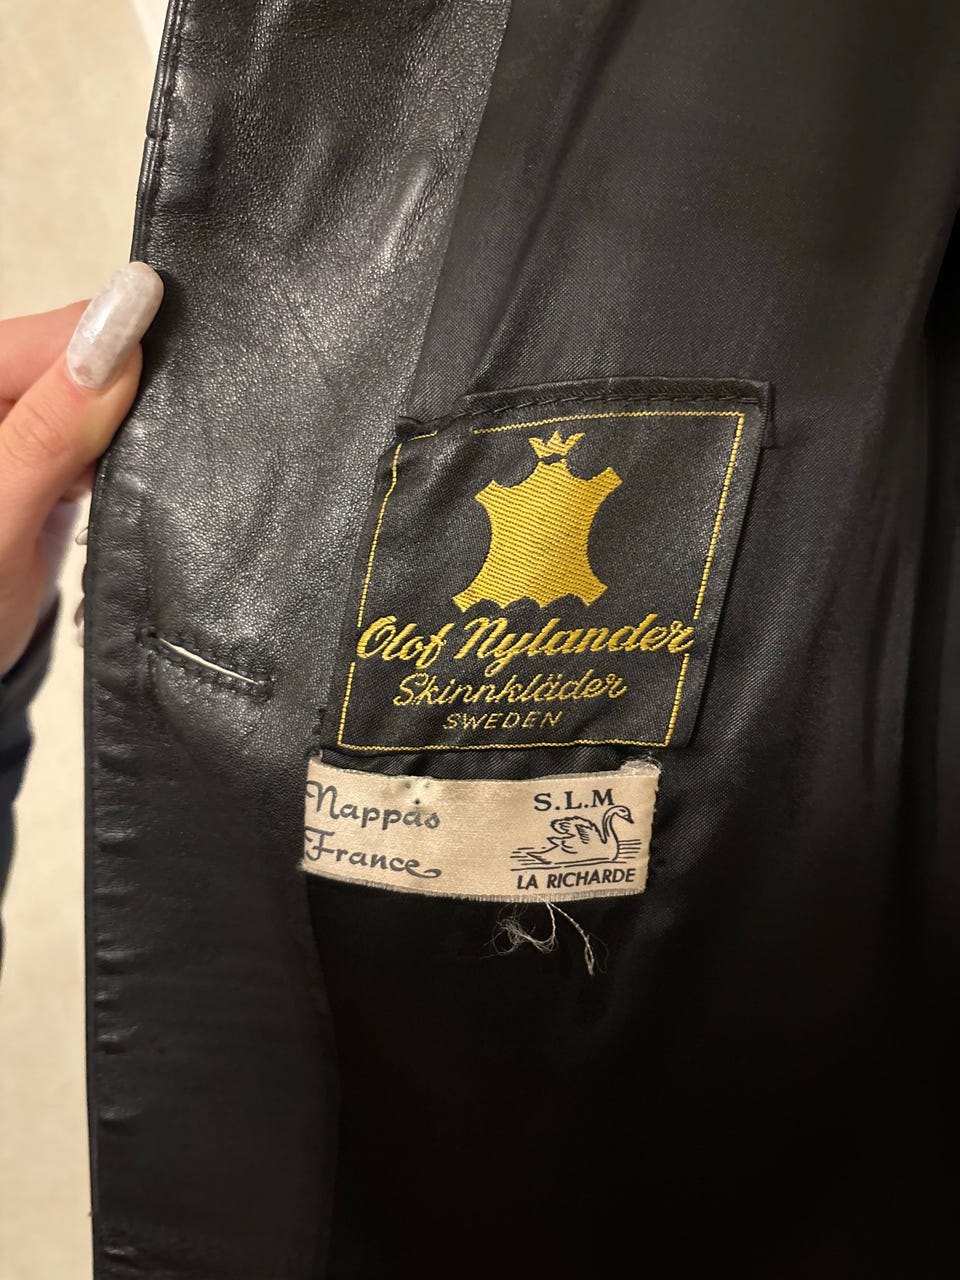 Olof Nylander
Skinnkläder
SWEDEN
Nappas
France
S.L.M
LA RICHARDE